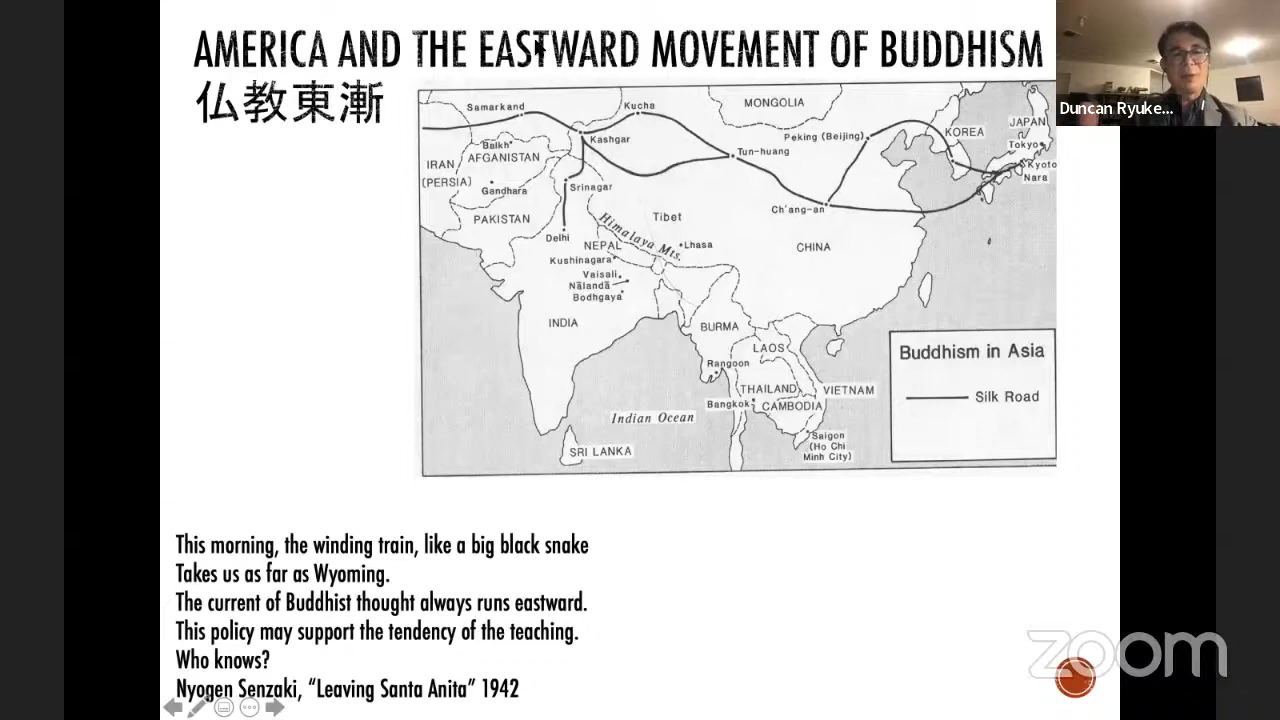 AMERICA AND THE EASTWARD MOVEMENT OF BUDDHISM
仏教東漸
Duncan Ryuke...
Samarkand
Kucha
MONGOLIA
Kashgar
Balkh
AFGANISTAN
IRAN
(PERSIA)
Gandhara
PAKISTAN
Srinagar
Delhi
Tun-huang
Peking (Beijing)
KOREA
JAPAN
Tokyo
Kyoto
Nara
Ch'ang-an
Tibet
Himalaya Mts.
Lhasa
CHINA
NEPAL
Kushinagara
Vaisali
Nālandā
Bodhgaya
INDIA
BURMA
LAOS
Rangoon
THAILAND
VIETNAM
Bangkok
CAMBODIA
Saigon
(Ho Chi
Minh City)
Indian Ocean
SRI LANKA
Buddhism in Asia
Silk Road
This morning, the winding train, like a big black snake
Takes us as far as Wyoming.
The current of Buddhist thought always runs eastward.
This policy may support the tendency of the teaching.
Who knows?
Nyogen Senzaki, “Leaving Santa Anita” 1942
zoom